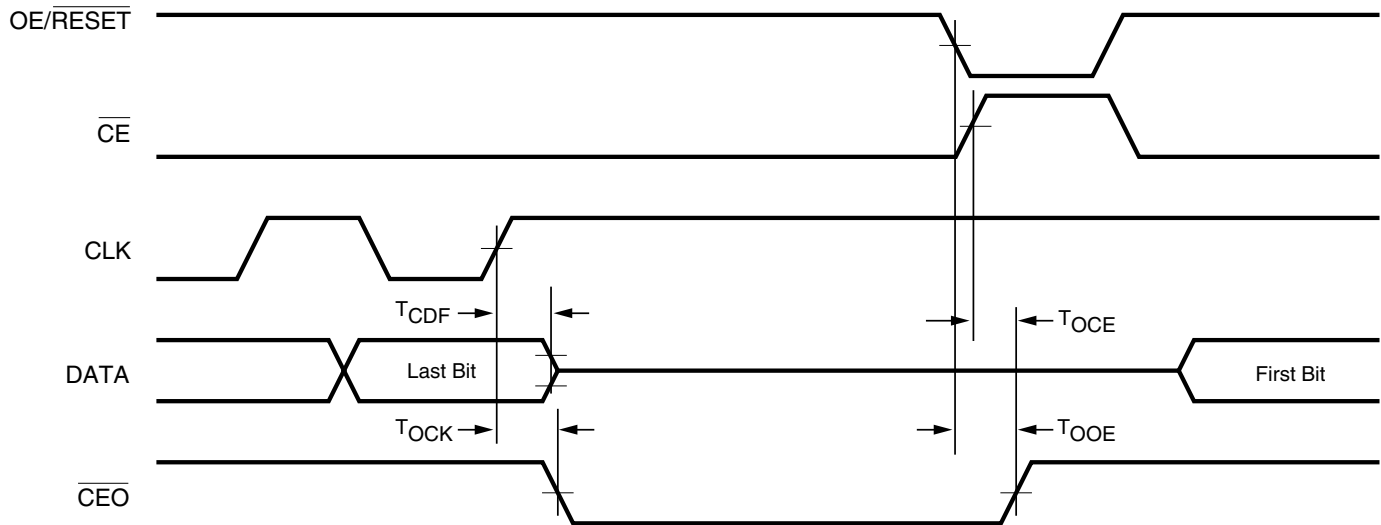 OE/RESET
CE
CLK
TCDF
TOCE
DATA
Last Bit
First Bit
TOCK
TOOE
CEO